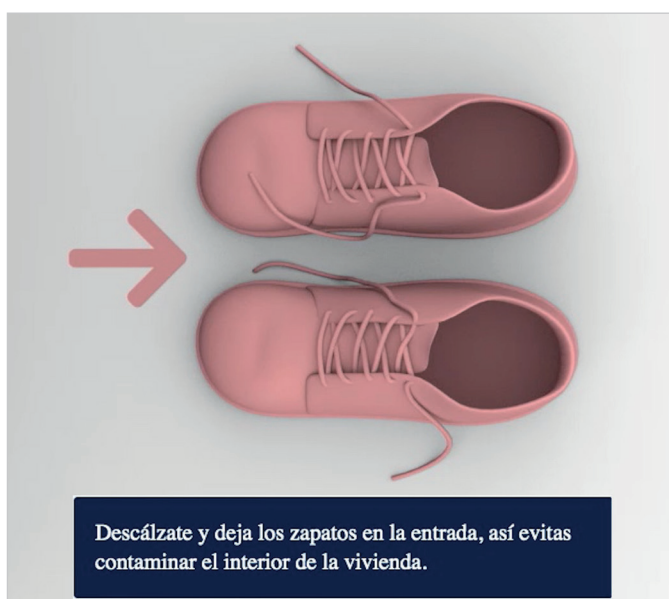 Descálzate y deja los zapatos en la entrada, así evitas
contaminar el interior de la vivienda.